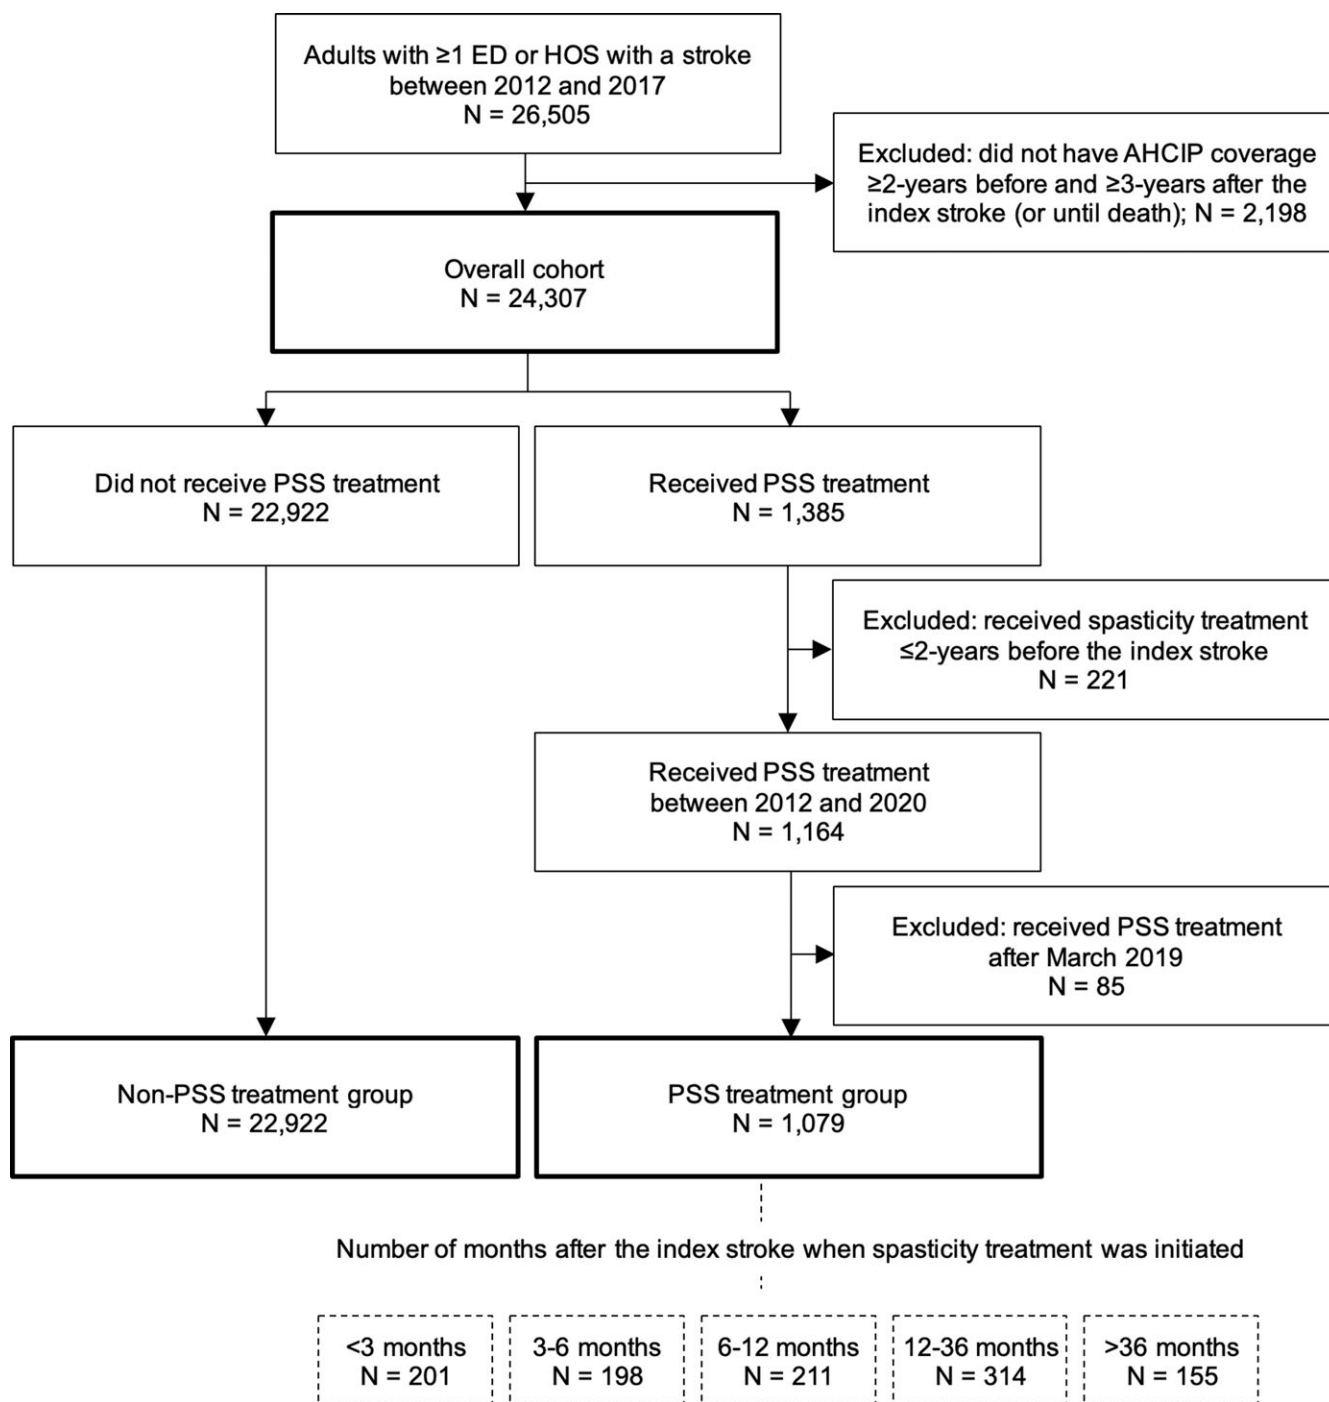 Adults with ≥1 ED or HOS with a stroke
between 2012 and 2017
N = 26,505
Excluded: did not have AHCIP coverage
≥2-years before and ≥3-years after the
index stroke (or until death); N = 2,198
Overall cohort
N = 24,307
Did not receive PSS treatment
N = 22,922
Received PSS treatment
N = 1,385
Excluded: received spasticity treatment
≤2-years before the index stroke
N = 221
Received PSS treatment
between 2012 and 2020
N = 1,164
Excluded: received PSS treatment
after March 2019
N = 85
Non-PSS treatment group
N = 22,922
PSS treatment group
N = 1,079
Number of months after the index stroke when spasticity treatment was initiated
<3 months
N = 201
3-6 months
N = 198
6-12 months
N = 211
12-36 months
N = 314
>36 months
N = 155